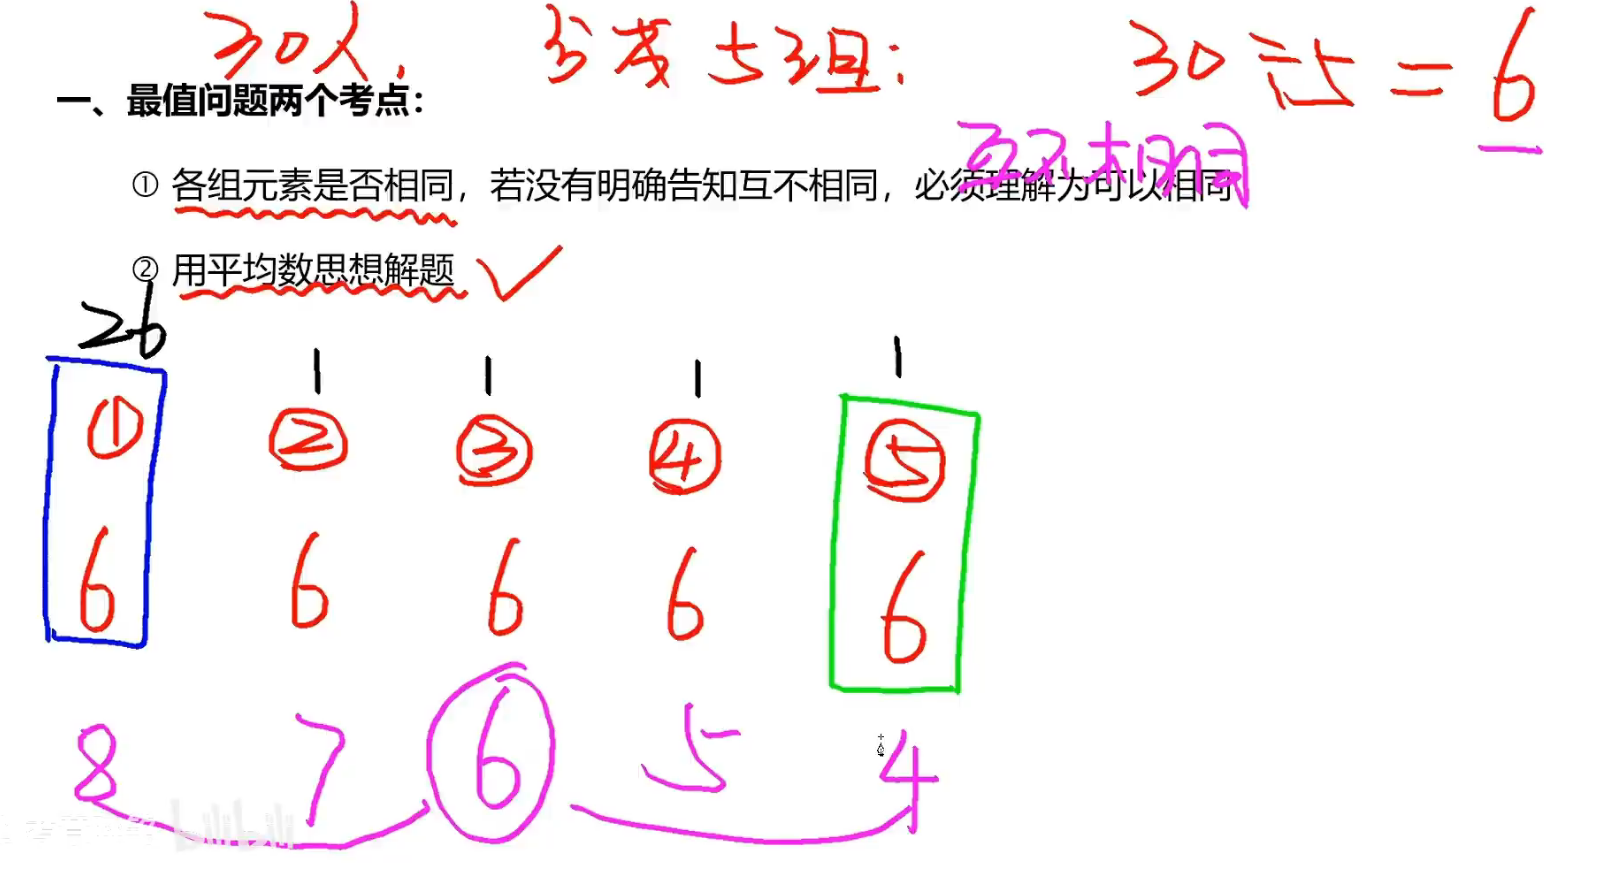 30人, 分成5组: 30÷5=6
一、最值问题两个考点:
互不相同
① 各组元素是否相同，若没有明确告知互不相同，必须理解为可以相同
② 用平均数思想解题
26 1 1 1 1
① ② ③ ④ ⑤
6 6 6 6 6
8 7 6 5 4